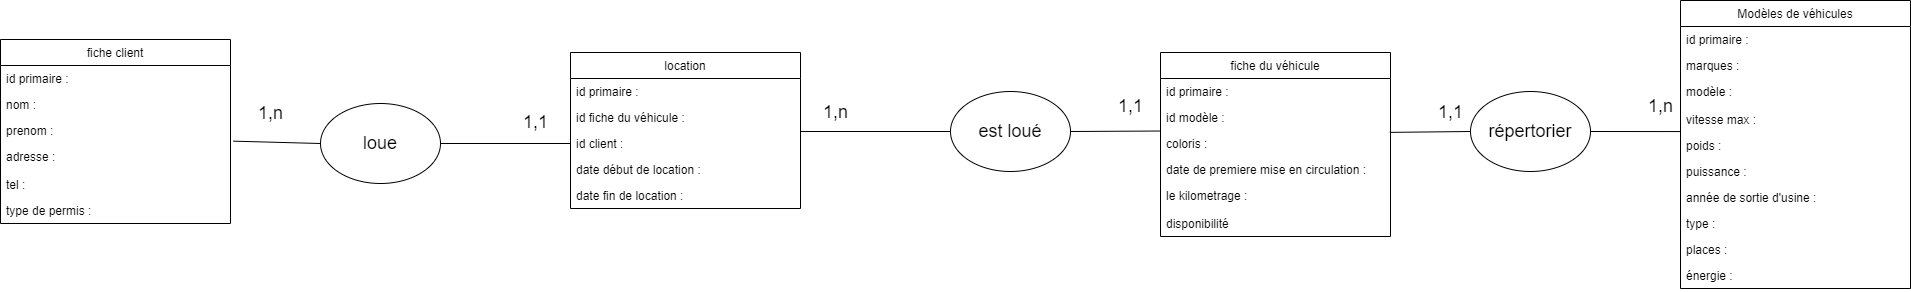 fiche client
id primaire :
nom :
prenom :
adresse :
tel :
type de permis :
1,n
loue
1,1
location
id primaire :
id fiche du véhicule :
id client :
date début de location :
date fin de location :
1,n
est loué
1,1
fiche du véhicule
id primaire :
id modèle :
coloris :
date de premiere mise en circulation :
le kilometrage :
disponibilité
1,1
répertorier
1,n
Modèles de véhicules
id primaire :
marques :
modèle :
vitesse max :
poids :
puissance :
année de sortie d'usine :
type :
places :
énergie :